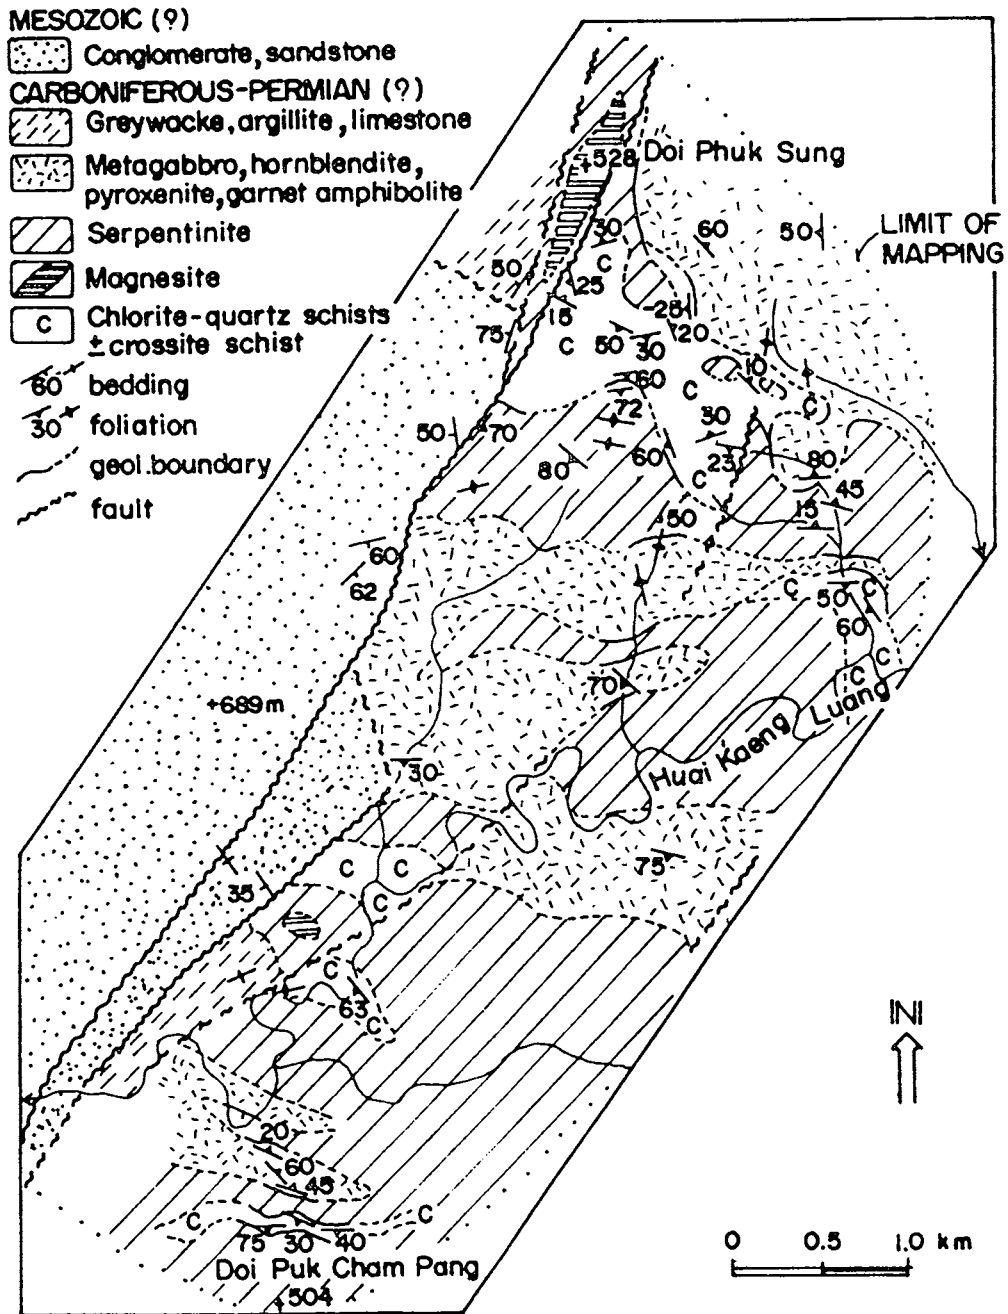 MESOZOIC (?)
Conglomerate, sandstone
CARBONIFEROUS-PERMIAN (?)
Greywacke, argillite, limestone
Metagabbro, hornblendite,
pyroxenite, garnet amphibolite
Serpentinite
Magnesite
C Chlorite-quartz schists
± crossite schist
60 bedding
30 foliation
geol. boundary
fault
+528 Doi Phuk Sung
30
60
50
LIMIT OF
MAPPING
C
50
25
25
15
20
75
C
50
30
10
60
C
C
72
30
50
70
60
23
80
80
C
45
15
50
60
62
C
50
C
60
C
C
70
+689m
Huai Kaeng Luang
30
75
C
C
35
C
C
63
C
INI
20
60
45
C
C
75
30
40
0
0.5
1.0 km
Doi Puk Cham Pang
+504